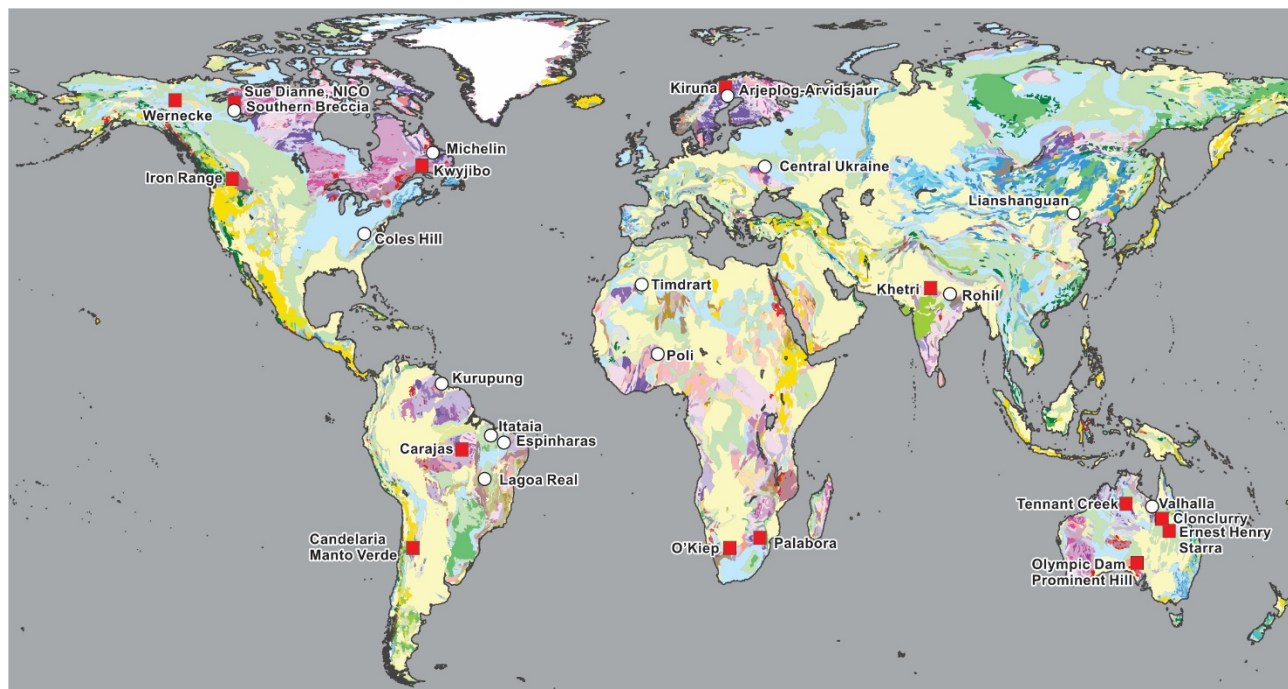 Sue Dianne, NICO
Southern Breccia
Wernecke
Kiruna
Arjeplog-Arvidsjaur
Michelin
Kwyjibo
Iron Range
Central Ukraine
Lianshanguan
Coles Hill
Timdrart
Khetri
Rohil
Poli
Kurupung
Itataia
Espinharas
Carajas
Lagoa Real
Tennant Creek
Valhalla
Clonclurry
Ernest Henry
Starra
Candelaria
Manto Verde
O'Kiep
Palabora
Olympic Dam
Prominent Hill